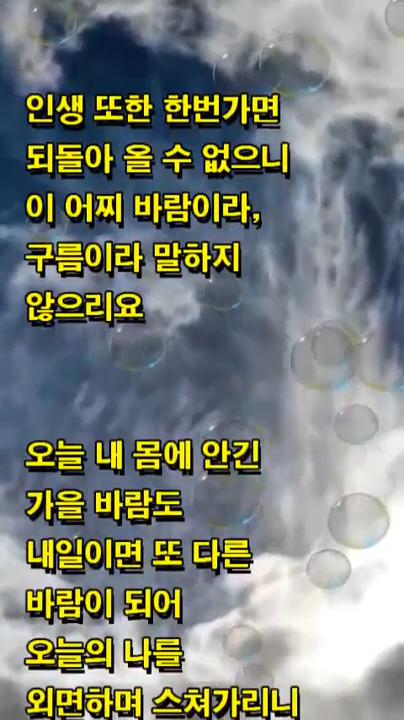 인생 또한 한번가면
되돌아 올 수 없으니
이 어찌 바람이라,
구름이라 말하지
않으리요
오늘 내 몸에 안긴
가을 바람도
내일이면 또 다른
바람이 되어
오늘의 나를
외면하며 스쳐가리니